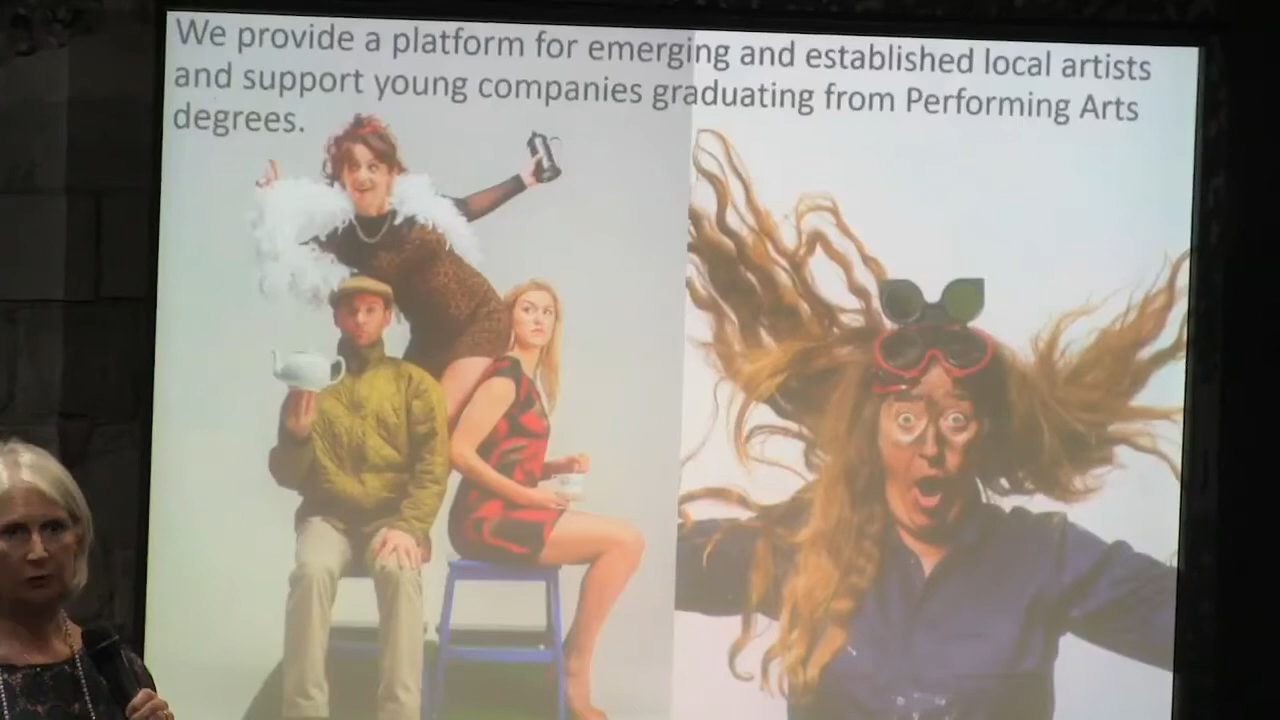 We provide a platform for emerging and established local artists
and support young companies graduating from Performing Arts
degrees.